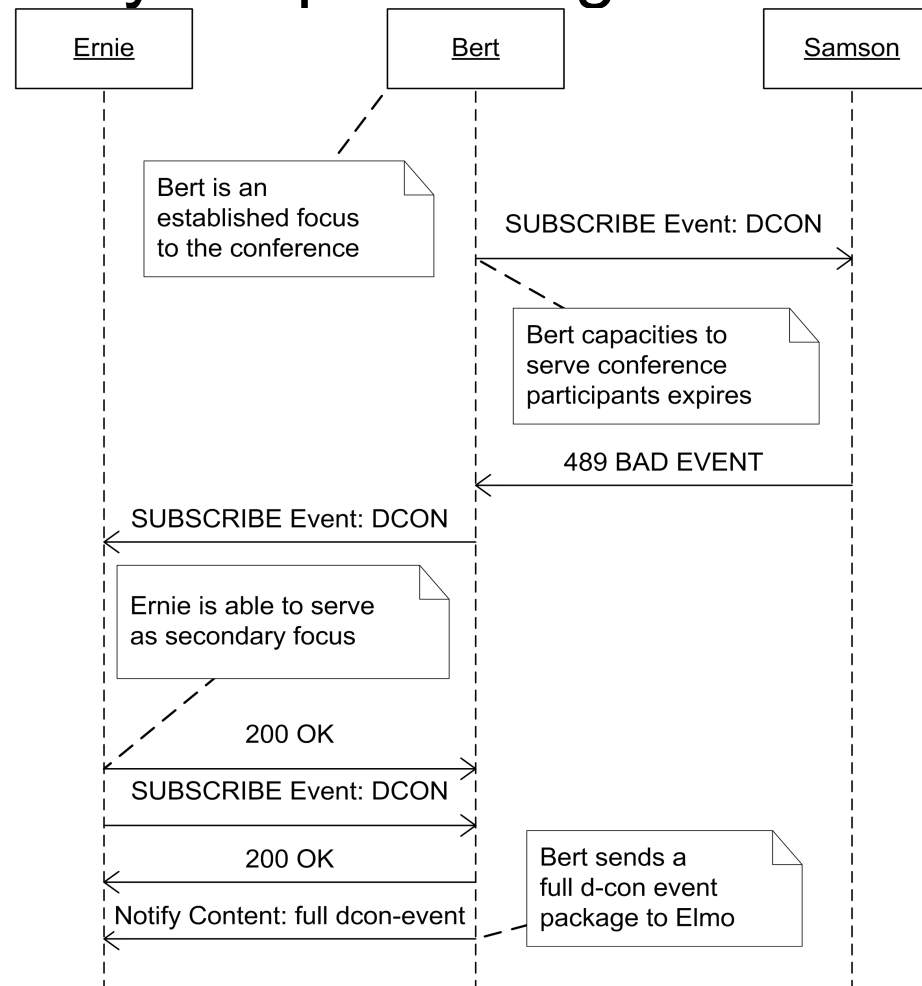 Ernie
Bert
Samson
Bert is an
established focus
to the conference
SUBSCRIBE Event: DCON
Bert capacities to
serve conference
participants expires
489 BAD EVENT
SUBSCRIBE Event: DCON
Ernie is able to serve
as secondary focus
200 OK
SUBSCRIBE Event: DCON
200 OK
Bert sends a
full d-con event
package to Elmo
Notify Content: full dcon-event